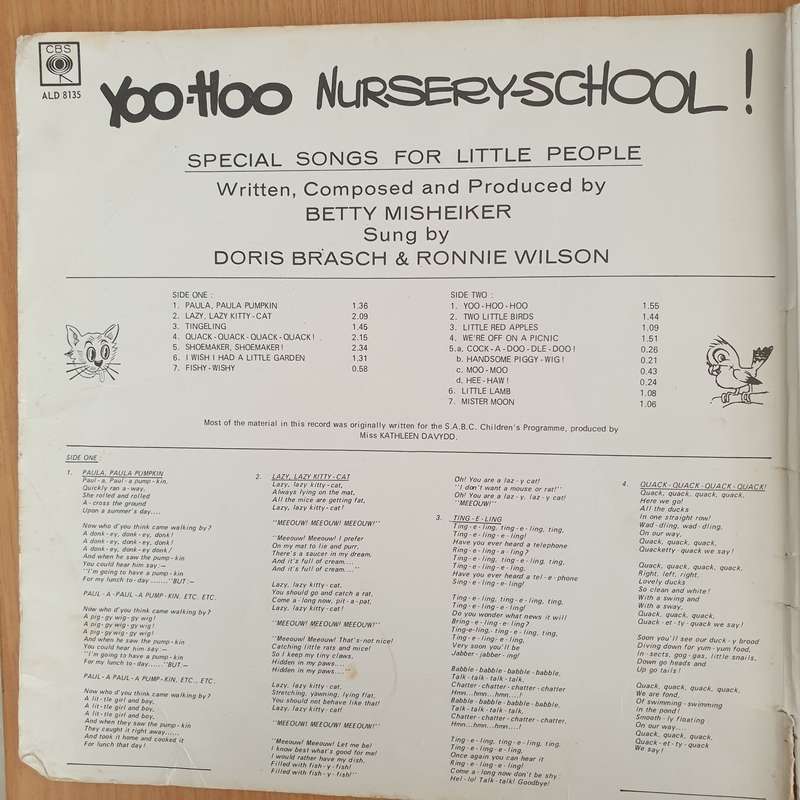 CBS
ALD 8135
YOO-HOO NURSERY-SCHOOL!
SPECIAL SONGS FOR LITTLE PEOPLE
Written, Composed and Produced by
BETTY MISHEIKER
Sung by
DORIS BRASCH & RONNIE WILSON
SIDE ONE :
1. PAULA, PAULA PUMPKIN 1.36
2. LAZY, LAZY KITTY-CAT 2.09
3. TINGELING 1.45
4. QUACK-QUACK-QUACK-QUACK! 2.15
5. SHOEMAKER, SHOEMAKER! 2.34
6. I WISH I HAD A LITTLE GARDEN 1.31
7. FISHY-WISHY 0.58
SIDE TWO :
1. YOO-HOO-HOO 1.55
2. TWO LITTLE BIRDS 1.44
3. LITTLE RED APPLES 1.09
4. WE'RE OFF ON A PICNIC 1.51
5.a. COCK-A-DOO-DLE-DOO! 0.26
b. HANDSOME PIGGY-WIG! 0.21
c. MOO-MOO 0.43
d. HEE-HAW! 0.24
6. LITTLE LAMB 1.08
7. MISTER MOON 1.06
Most of the material in this record was originally written for the S.A.B.C. Children's Programme, produced by
Miss KATHLEEN DAVYDD.
SIDE ONE
1. PAULA, PAULA PUMPKIN
Paul-a, Paul-a pump-kin,
Quickly ran a-way,
She rolled and rolled
A-cross the ground
Upon a summer's day....
Now who d'you think came walking by?
A donk-ey, donk-ey, donk!
A donk-ey, donk-ey, donk!
A donk-ey, donk-ey donk!
And when he saw the pump-kin
You could hear him say :—
"I'm going to have a pump-kin
For my lunch to-day ......."BUT :—
PAUL-A-PAUL-A PUMP-KIN, ETC. ETC.
Now who d'you think came walking by?
A pig-gy wig-gy wig!
A pig-gy wig-gy wig!
A pig-gy wig-gy wig!
And when he saw the pump-kin
You could hear him say :—
"I'm going to have a pump-kin
For my lunch to-day......"BUT.—
PAUL-A PAUL-A PUMP-KIN, ETC., ETC.
Now who d'you think came walking by?
A lit-tle girl and boy,
A lit-tle girl and boy,
A lit-tle girl and boy,
And when they saw the pump-kin
They caught it right away......
And took it home and cooked it
For lunch that day!
2. LAZY, LAZY KITTY-CAT
Lazy, lazy kitty-cat,
Always lying on the mat,
All the mice are getting fat,
Lazy, lazy kitty-cat!
"MEEOUW! MEEOUW! MEEOUW!"
"Meeouw! Meeouw! I prefer
On my mat to lie and purr,
There's a saucer in my dream,
And it's full of cream....
And it's full of cream...."
Lazy, lazy kitty-cat,
You should go and catch a rat,
Come a-long now, pit-a-pat,
Lazy, lazy kitty-cat!
"MEEOUW! MEEOUW! MEEOUW!"
"Meeouw! Meeouw! That's-not nice!
Catching little rats and mice!
So I keep my tiny claws,
Hidden in my paws....
Hidden in my paws...."
Lazy, lazy kitty-cat,
Stretching, yawning, lying flat,
You should not behave like that!
Lazy, lazy kitty-cat!
"MEEOUW! MEEOUW! MEEOUW!"
"Meeouw! Meeouw! Let me be!
I know best what's good for me!
I would rather have my dish,
Filled with fish-y-fish!
Filled with fish-y-fish!"
Oh! You are a laz-y cat!
"I don't want a mouse or rat!"
Oh! You are a laz-y, laz-y cat!
"MEEOUW!"
3. TING-E-LING
Ting-e-ling, ting-e-ling, ting,
Ting-e-ling-e-ling!
Have you ever heard a telephone
Ring-e-ling-a-ling?
Ting-e-ling, ting-e-ling, ting,
Ting-e-ling-e-ling,
Have you ever heard a tel-e-phone
Sing-e-ling-e-ling!
Ting-e-ling, ting-e-ling, ting,
Ting-e-ling-e-ling!
Do you wonder what news it will
Bring-e-ling-e-ling?
Ting-e-ling, ting-e-ling, ting,
Ting-e-ling-e-ling,
Very soon you'll be
Jabber-jabber-ing!
Babble-babble-babble-babble,
Talk-talk-talk-talk,
Chatter-chatter-chatter-chatter
Hmn...hmn-hmn....!
Babble-babble-babble-babble,
Talk-talk-talk-talk,
Chatter-chatter-chatter-chatter,
Hmn...hmn-hmn....!
Ting-e-ling, ting-e-ling, ting,
Ting-e-ling-e-ling,
Once again you can hear it
Ring-e-ling-e-ling!
Come a-long now don't be shy
Hel-lo! Talk-talk! Goodbye!
4. QUACK-QUACK-QUACK-QUACK!
Quack, quack, quack, quack,
Here we go!
All the ducks
In one straight row!
Wad-dling, wad-dling,
On our way,
Quack, quack, quack,
Quacketty-quack we say!
Quack, quack, quack, quack,
Right, left, right,
Lovely ducks
So clean and white!
With a swing and
With a sway,
Quack, quack, quack,
Quack-et-ty-quack we say!
Soon you'll see our duck-y brood
Diving down for yum-yum food,
In-sects, gog-gas, little snails,
Down go heads and
Up go tails!
Quack, quack, quack, quack,
We are fond,
Of swimming-swimming
In the pond!
Smooth-ly floating
On our way....
Quack, quack, quack,
Quack-et-ty-quack
We say!